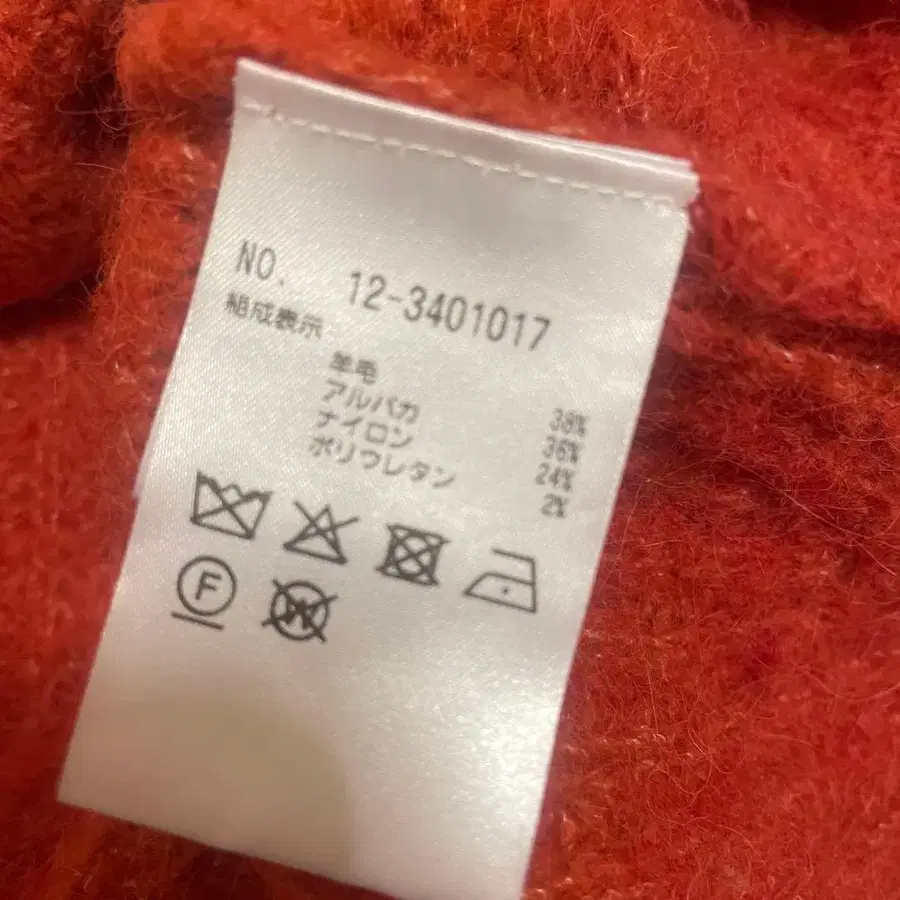 NO. 12-3401017
組成表示
羊毛 38%
アルパカ 36%
ナイロン 24%
ポリウレタン 2%
F
W